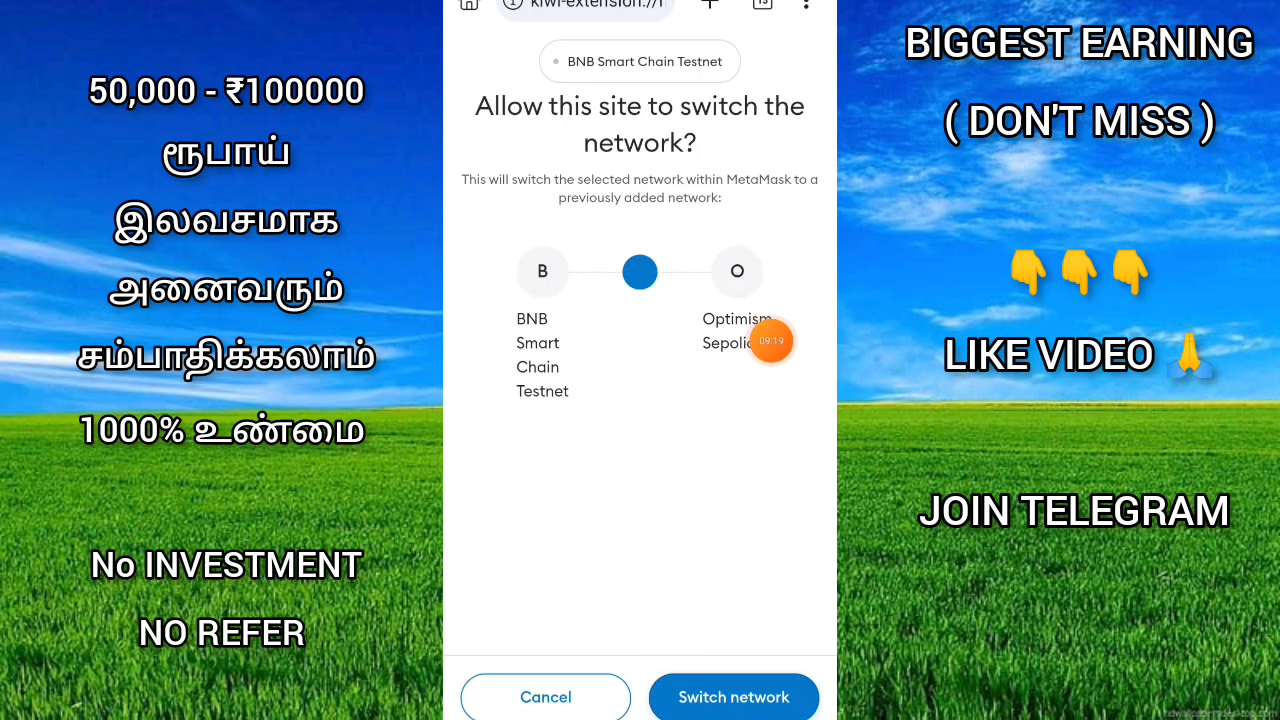 50,000 - ₹100000
ரூபாய்
இலவசமாக
அனைவரும்
சம்பாதிக்கலாம்
1000% உண்மை
No INVESTMENT
NO REFER
BNB Smart Chain Testnet
Allow this site to switch the
network?
This will switch the selected network within MetaMask to a
previously added network:
B
O
BNB
Smart
Chain
Testnet
Optimism
09:19
Cancel
Switch network
BIGGEST EARNING
( DON'T MISS )
👇👇👇
LIKE VIDEO 🙏
JOIN TELEGRAM